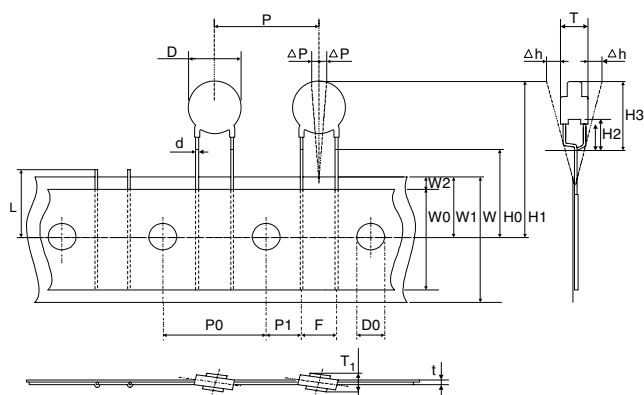 P
T
D
ΔP ΔP
Δh Δh
H3
H2
d
L
W2
W0 W1 W H0 H1
P0 P1 F D0
T1
t